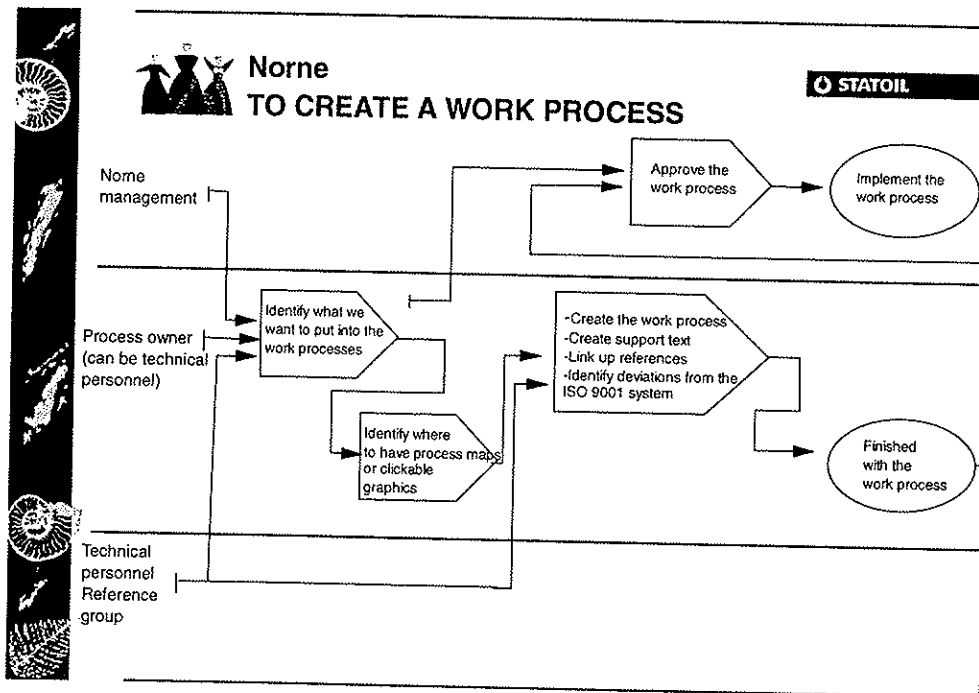 Norne
TO CREATE A WORK PROCESS
STATOIL
Norne
management
Approve the
work process
Implement the
work process
Process owner
(can be technical
personnel)
Identify what we
want to put into the
work processes
-Create the work process
-Create support text
-Link up references
-Identify deviations from the
ISO 9001 system
Identify where
to have process maps
or clickable
graphics
Finished
with the
work process
Technical
personnel
Reference
group